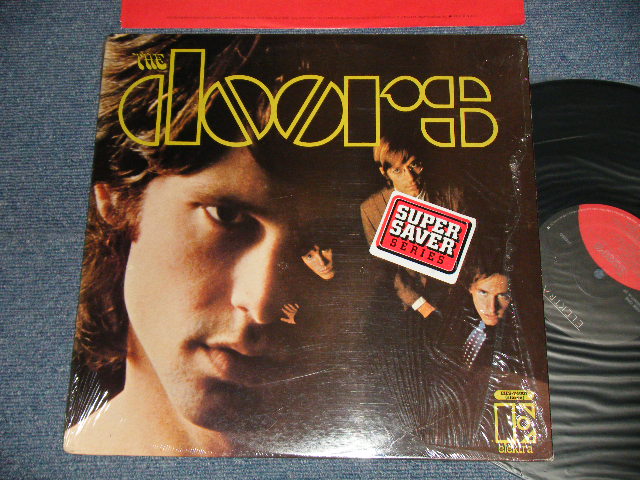 THE
doors
SUPER
SAVER
SERIES
elektra